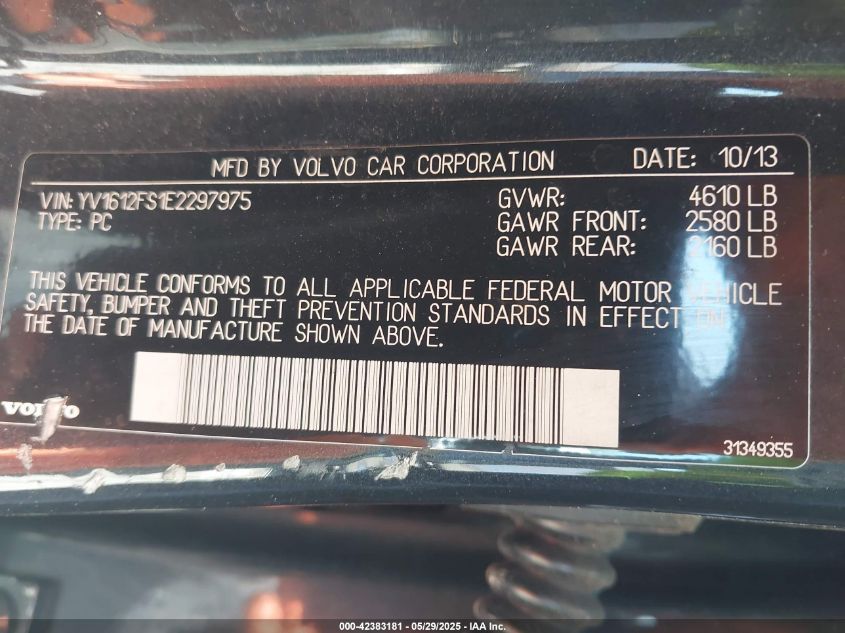 MFD BY VOLVO CAR CORPORATION DATE: 10/13
VIN: YV1612FS1E2297975 GVWR: 4610 LB
TYPE: PC GAWR FRONT: 2580 LB
GAWR REAR: 2160 LB
THIS VEHICLE CONFORMS TO ALL APPLICABLE FEDERAL MOTOR VEHICLE
SAFETY, BUMPER AND THEFT PREVENTION STANDARDS IN EFFECT ON
THE DATE OF MANUFACTURE SHOWN ABOVE.
VOLVO
31349355
000-42383181 - 05/29/2025 - IAA Inc.